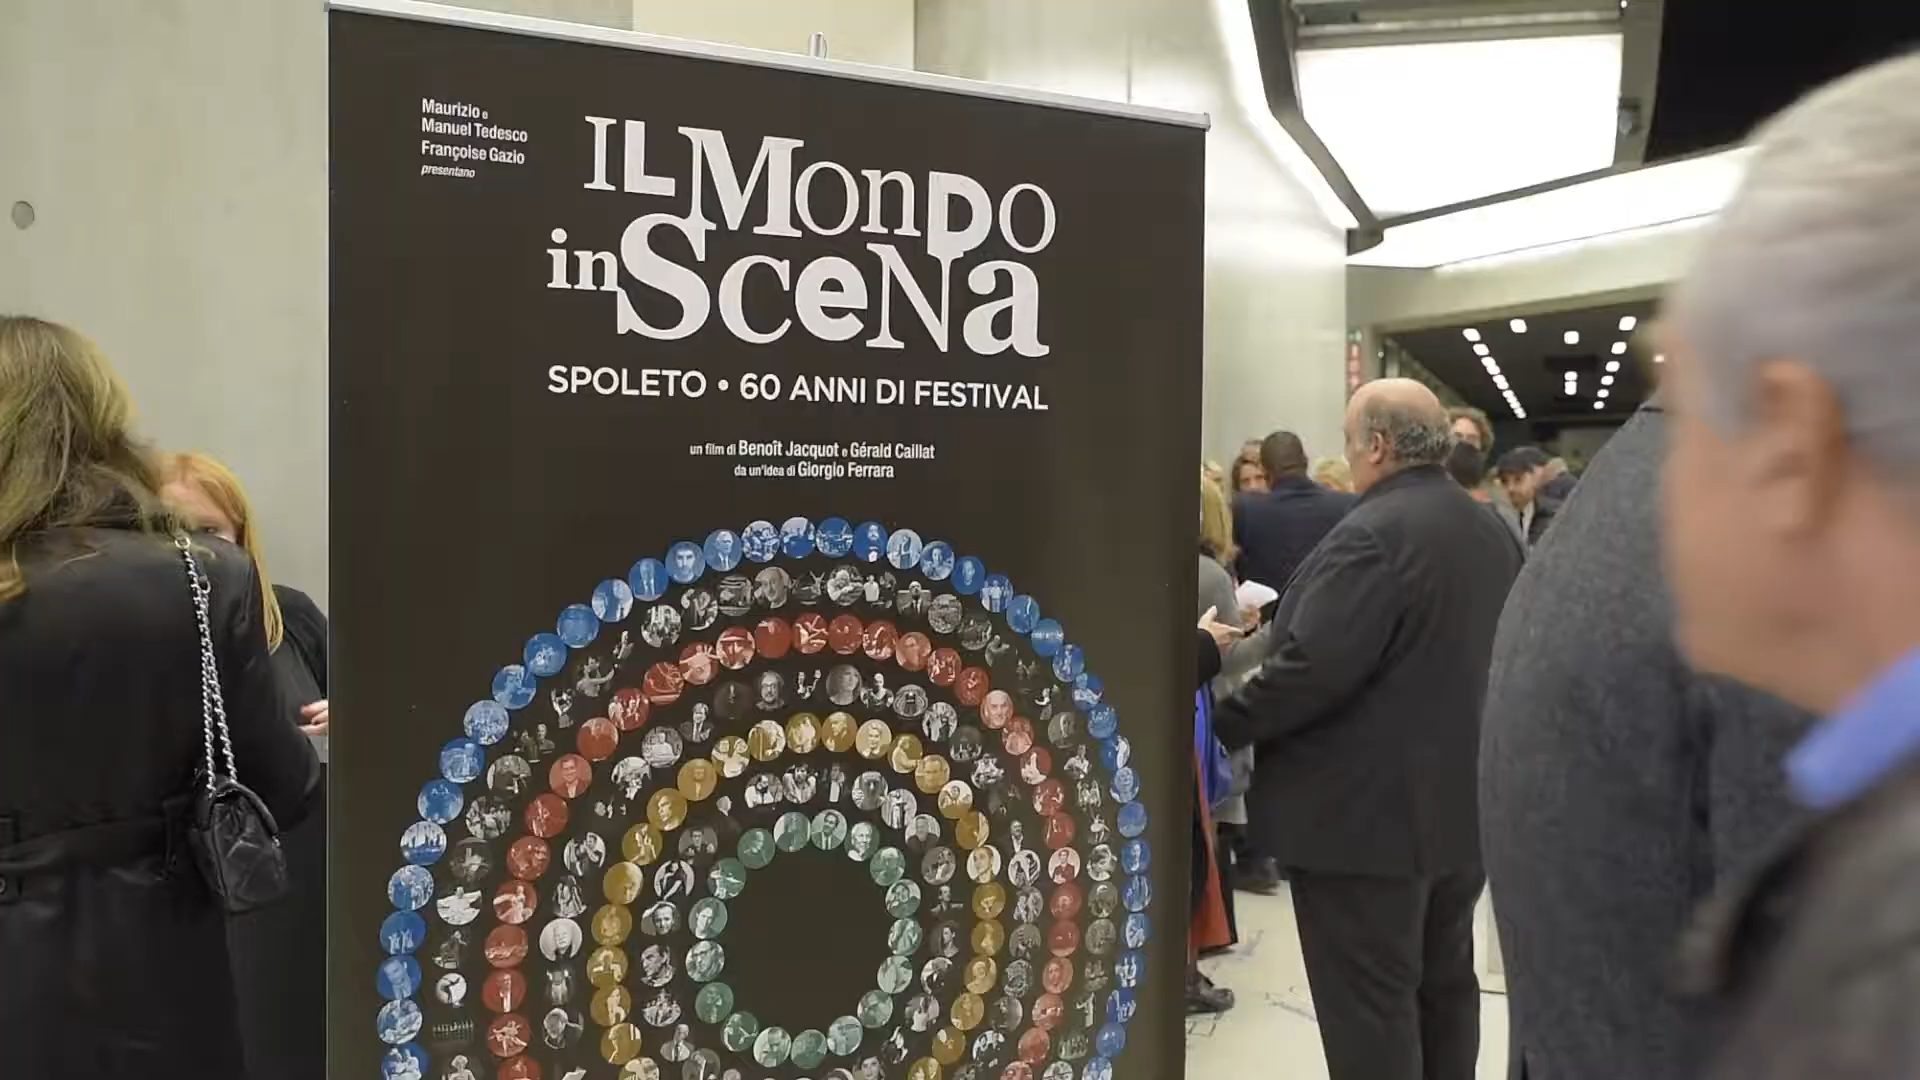 Maurizio e
Manuel Tedesco
Françoise Gazio
presentano
IL MonDO
in SceNa
SPOLETO • 60 ANNI DI FESTIVAL
un film di Benoît Jacquot e Gérald Caillat
da un'idea di Giorgio Ferrara